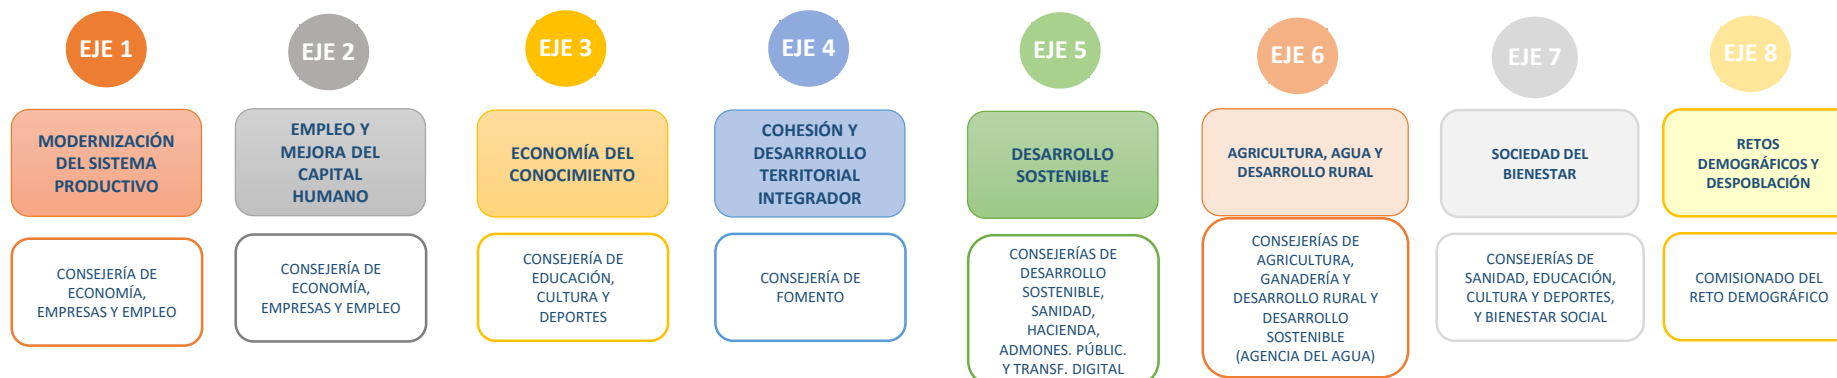 EJE 1
EJE 2
EJE 3
EJE 4
EJE 5
EJE 6
EJE 7
EJE 8
MODERNIZACIÓN
DEL SISTEMA
PRODUCTIVO
EMPLEO Y
MEJORA DEL
CAPITAL
HUMANO
ECONOMÍA DEL
CONOCIMIENTO
COHESIÓN Y
DESARRROLLO
TERRITORIAL
INTEGRADOR
DESARROLLO
SOSTENIBLE
AGRICULTURA, AGUA Y
DESARROLLO RURAL
SOCIEDAD DEL
BIENESTAR
RETOS
DEMOGRÁFICOS Y
DESPOBLACIÓN
CONSEJERÍA DE
ECONOMÍA,
EMPRESAS Y EMPLEO
CONSEJERÍA DE
ECONOMÍA,
EMPRESAS Y EMPLEO
CONSEJERÍA DE
EDUCACIÓN,
CULTURA Y
DEPORTES
CONSEJERÍA DE
FOMENTO
CONSEJERÍAS DE
DESARROLLO
SOSTENIBLE,
SANIDAD,
HACIENDA,
ADMONES. PÚBLIC.
Y TRANSF. DIGITAL
CONSEJERÍAS DE
AGRICULTURA,
GANADERÍA Y
DESARROLLO RURAL Y
DESARROLLO
SOSTENIBLE
(AGENCIA DEL AGUA)
CONSEJERÍAS DE
SANIDAD, EDUCACIÓN,
CULTURA Y DEPORTES,
Y BIENESTAR SOCIAL
COMISIONADO DEL
RETO DEMOGRÁFICO